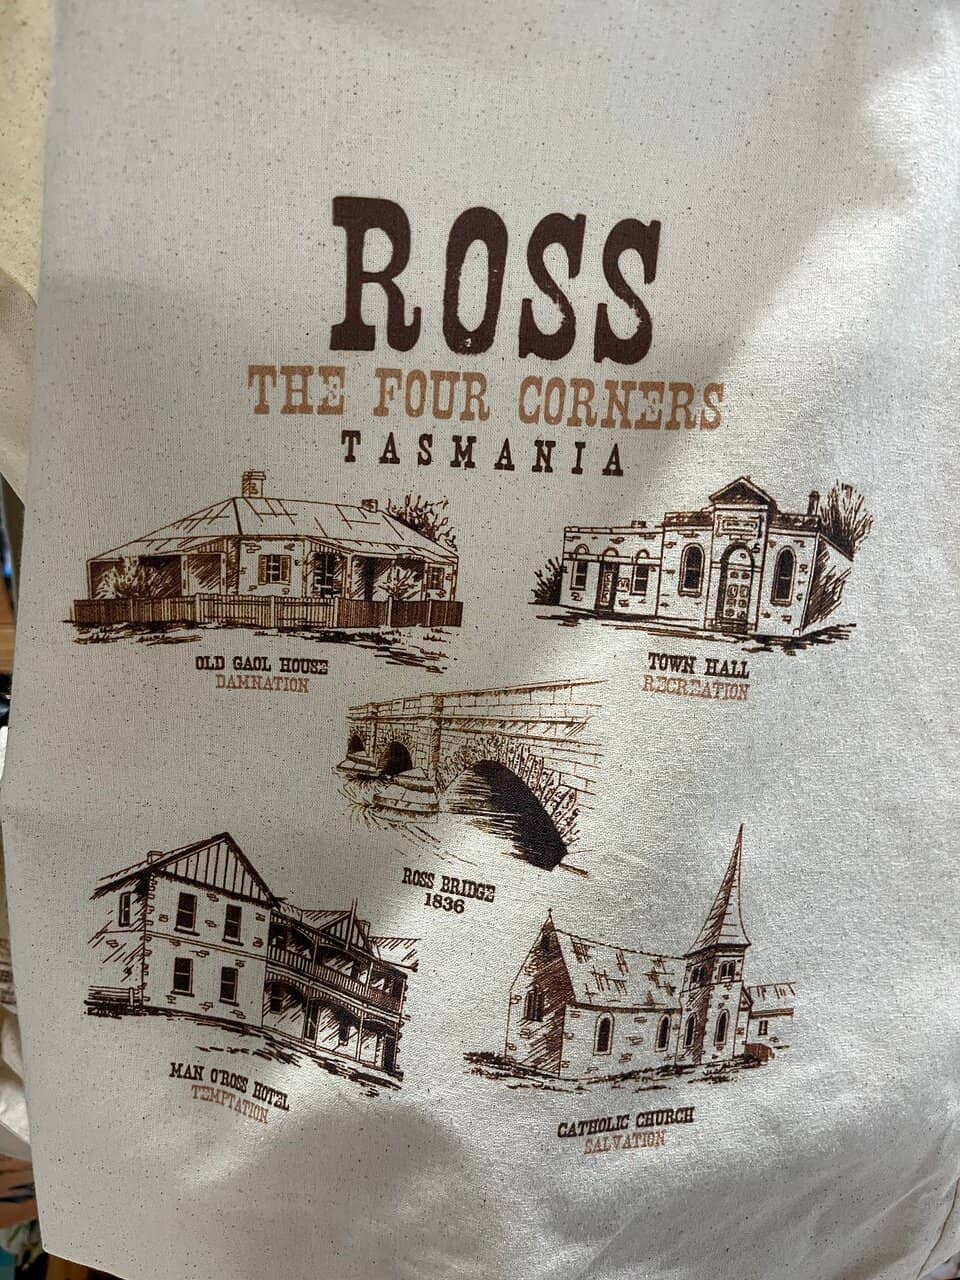 ROSS
THE FOUR CORNERS
TASMANIA
OLD GAOL HOUSE
DAMNATION
TOWN HALL
RECREATION
ROSS BRIDGE
1836
MAN O'ROSS HOTEL
TEMPTATION
CATHOLIC CHURCH
SALVATION